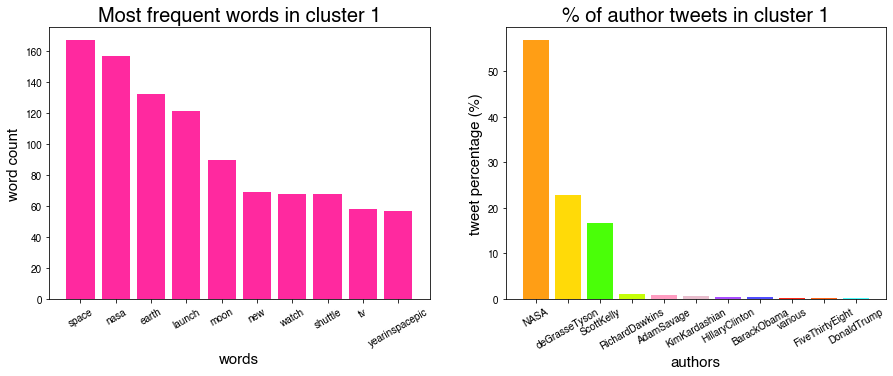 Most frequent words in cluster 1
word count
160
140
120
100
80
60
40
20
0
space
nasa
earth
launch
moon
new
watch
shuttle
tv
yearinspacepic
words
% of author tweets in cluster 1
tweet percentage (%)
50
40
30
20
10
0
NASA
deGrasseTyson
ScottKelly
RichardDawkins
AdamSavage
KimKardashian
HillaryClinton
BarackObama
various
FiveThirtyEight
DonaldTrump
authors